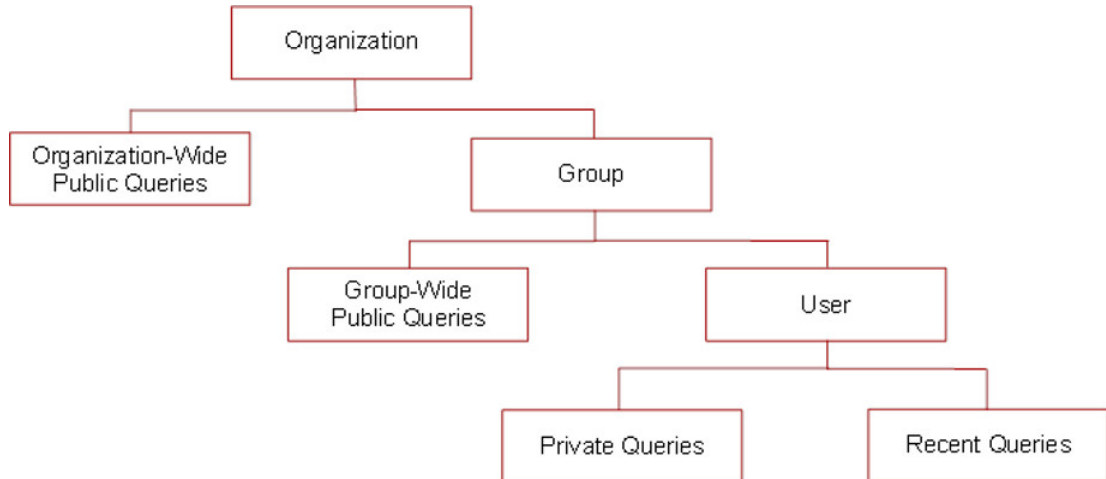 Organization
Organization-Wide
Public Queries
Group
Group-Wide
Public Queries
User
Private Queries
Recent Queries